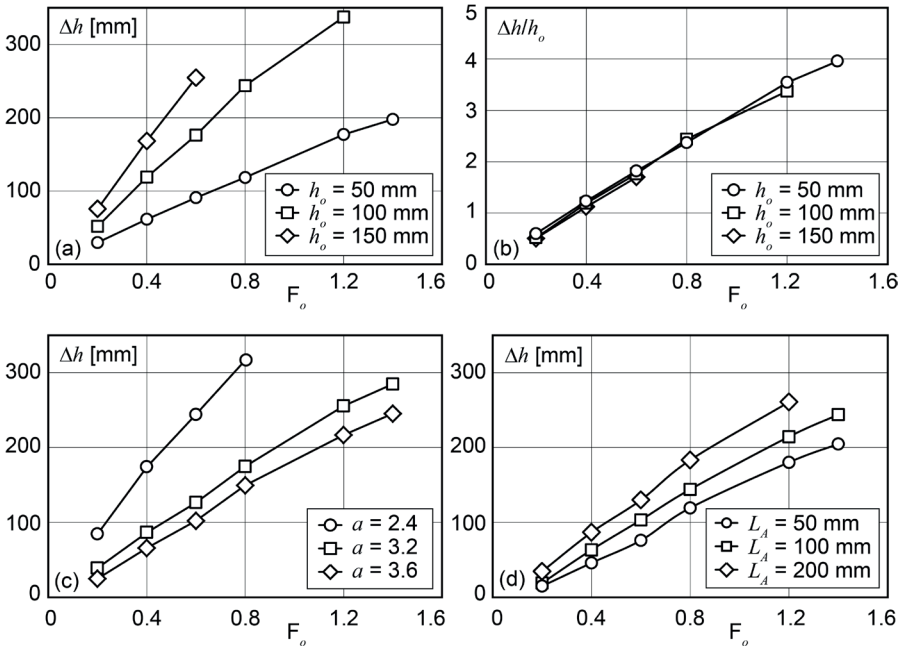 Δh [mm]
300
200
100
0
(a)
hₒ = 50 mm
hₒ = 100 mm
hₒ = 150 mm
0 0.4 0.8 1.2 1.6
Fₒ
Δh/hₒ
5
4
3
2
1
0
(b)
hₒ = 50 mm
hₒ = 100 mm
hₒ = 150 mm
0 0.4 0.8 1.2 1.6
Fₒ
Δh [mm]
300
200
100
0
(c)
a = 2.4
a = 3.2
a = 3.6
0.0 0.4 0.8 1.2 1.6
Fₒ
Δh [mm]
300
200
100
0
(d)
L_A = 50 mm
L_A = 100 mm
L_A = 200 mm
0.0 0.4 0.8 1.2 1.6
Fₒ